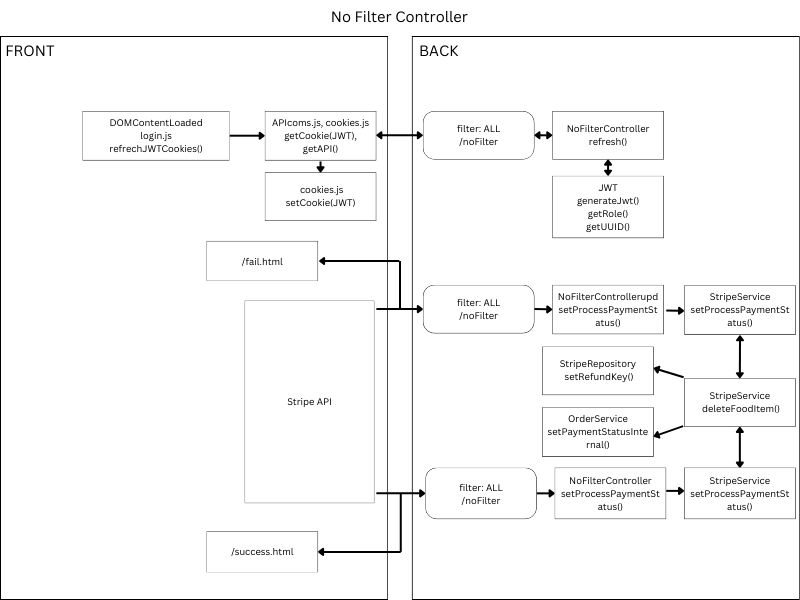 No Filter Controller
FRONT
BACK
DOMContentLoaded
login.js
refrechJWTCookies()
APIcoms.js, cookies.js
getCookie(JWT),
getAPI()
filter: ALL
/noFilter
NoFilterController
refresh()
cookies.js
setCookie(JWT)
JWT
generateJwt()
getRole()
getUUID()
/fail.html
filter: ALL
/noFilter
NoFilterControllerupd
setProcessPaymentSt
atus()
StripeService
setProcessPaymentSt
atus()
Stripe API
StripeRepository
setRefundKey()
StripeService
deleteFoodItem()
OrderService
setPaymentStatusInte
rnal()
filter: ALL
/noFilter
NoFilterController
setProcessPaymentSt
atus()
StripeService
setProcessPaymentSt
atus()
/success.html